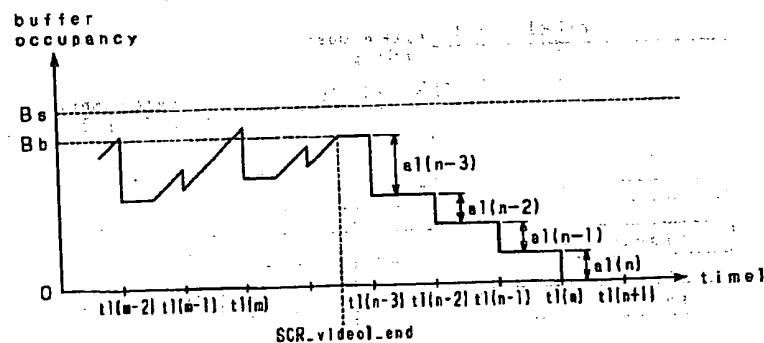 buffer
occupancy
Bs
Bb
a1(n-3)
a1(n-2)
a1(n-1)
a1(n)
0
time1
t1(m-2) t1(m-1) t1(m) t1(n-3) t1(n-2) t1(n-1) t1(n) t1(n+1)
SCR_video1_end